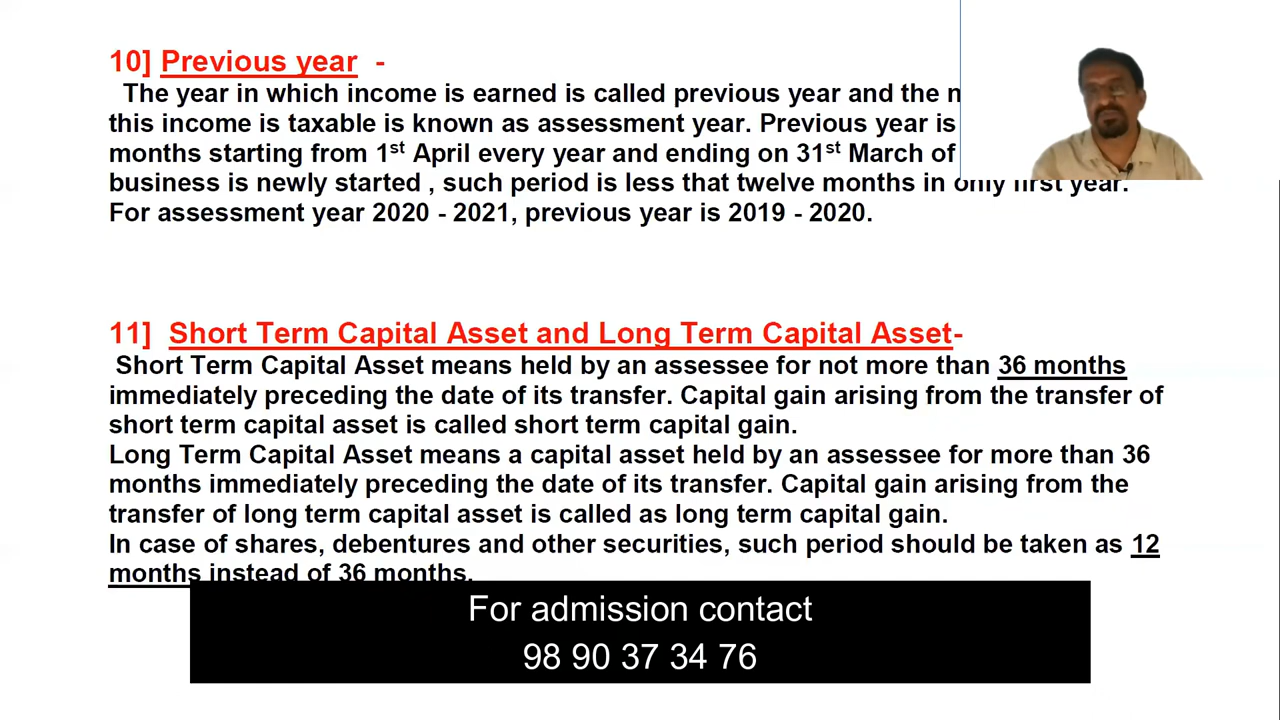 10] Previous year -
The year in which income is earned is called previous year and the
this income is taxable is known as assessment year. Previous year is
months starting from 1st April every year and ending on 31st March of
business is newly started , such period is less that twelve months in only first year.
For assessment year 2020 - 2021, previous year is 2019 - 2020.
11] Short Term Capital Asset and Long Term Capital Asset-
Short Term Capital Asset means held by an assessee for not more than 36 months
immediately preceding the date of its transfer. Capital gain arising from the transfer of
short term capital asset is called short term capital gain.
Long Term Capital Asset means a capital asset held by an assessee for more than 36
months immediately preceding the date of its transfer. Capital gain arising from the
transfer of long term capital asset is called as long term capital gain.
In case of shares, debentures and other securities, such period should be taken as 12
months instead of 36 months.
For admission contact
98 90 37 34 76